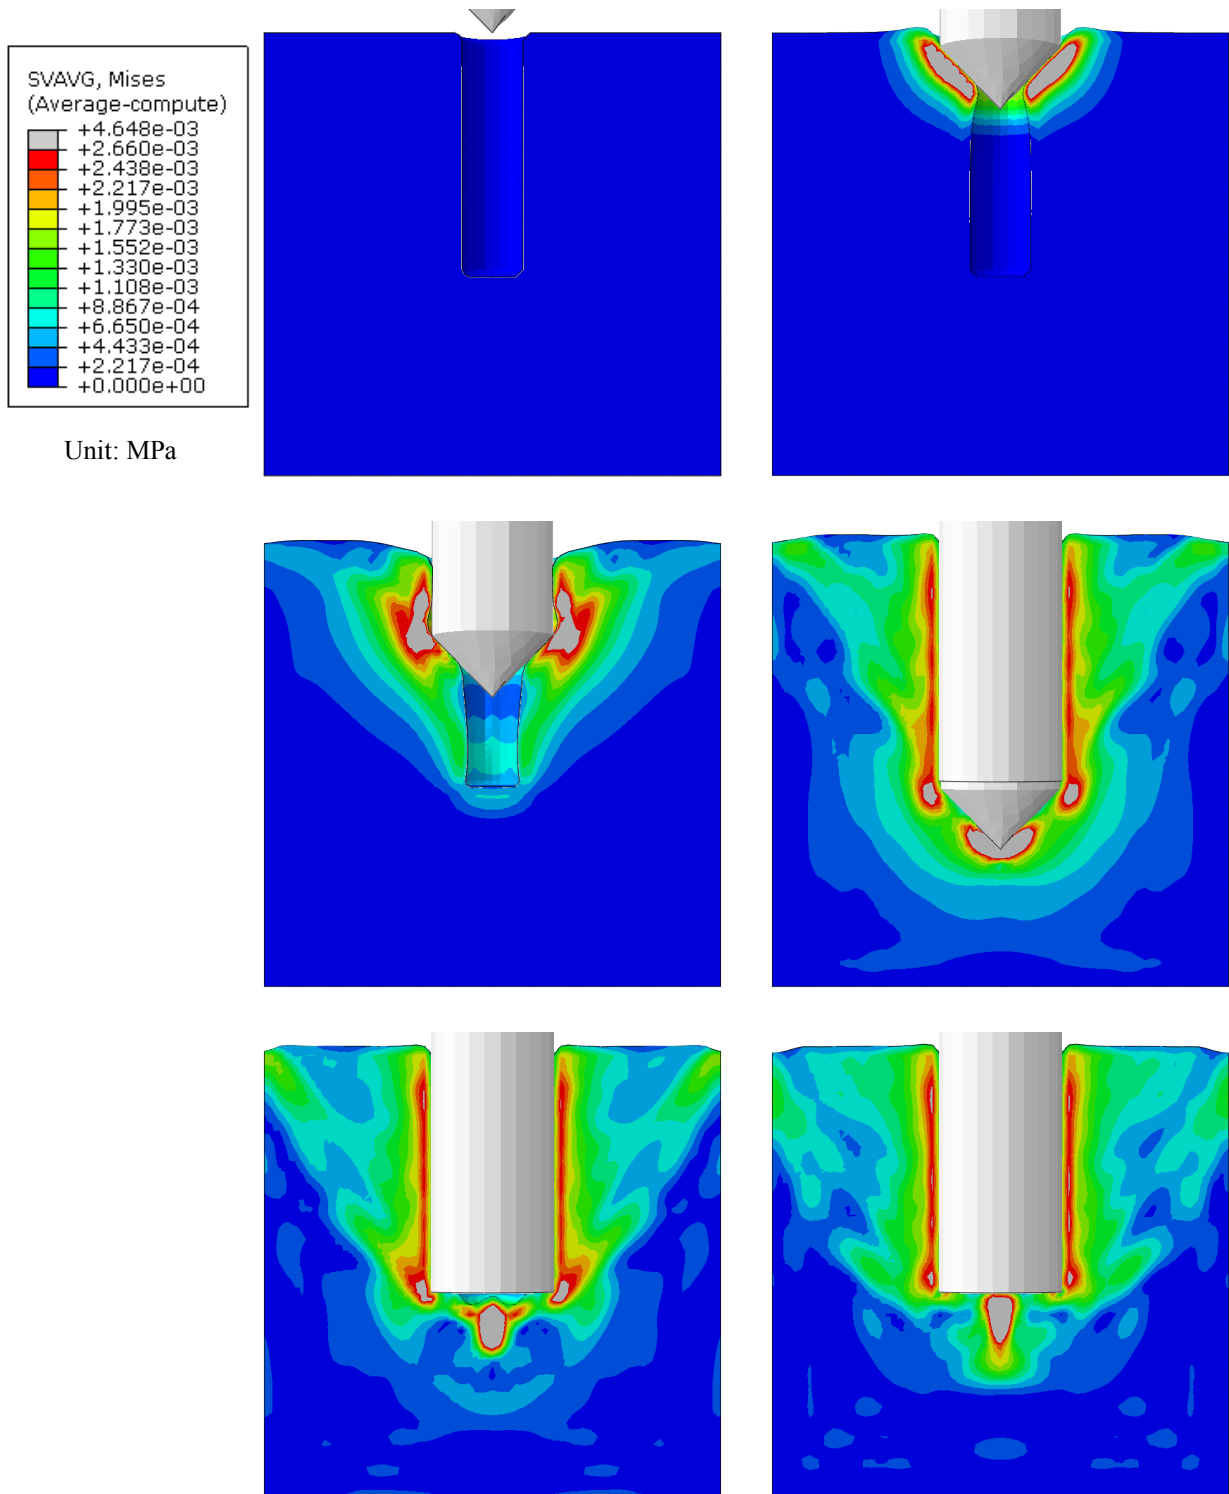 SVAVG, Mises
(Average-compute)
+4.648e-03
+2.660e-03
+2.438e-03
+2.217e-03
+1.995e-03
+1.773e-03
+1.552e-03
+1.330e-03
+1.108e-03
+8.867e-04
+6.650e-04
+4.433e-04
+2.217e-04
+0.000e+00
Unit: MPa